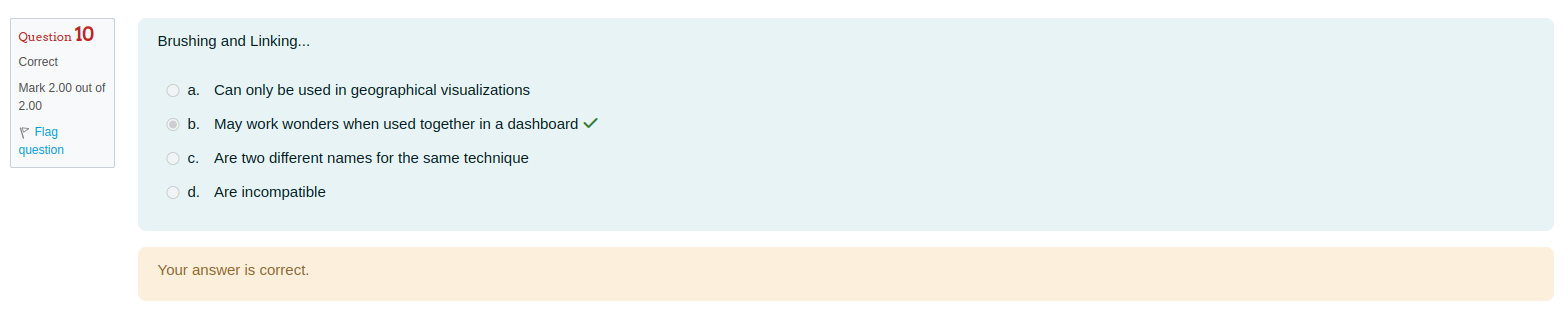 Question 10
Correct
Mark 2.00 out of
2.00
Flag
question
Brushing and Linking...
a. Can only be used in geographical visualizations
b. May work wonders when used together in a dashboard
c. Are two different names for the same technique
d. Are incompatible
Your answer is correct.